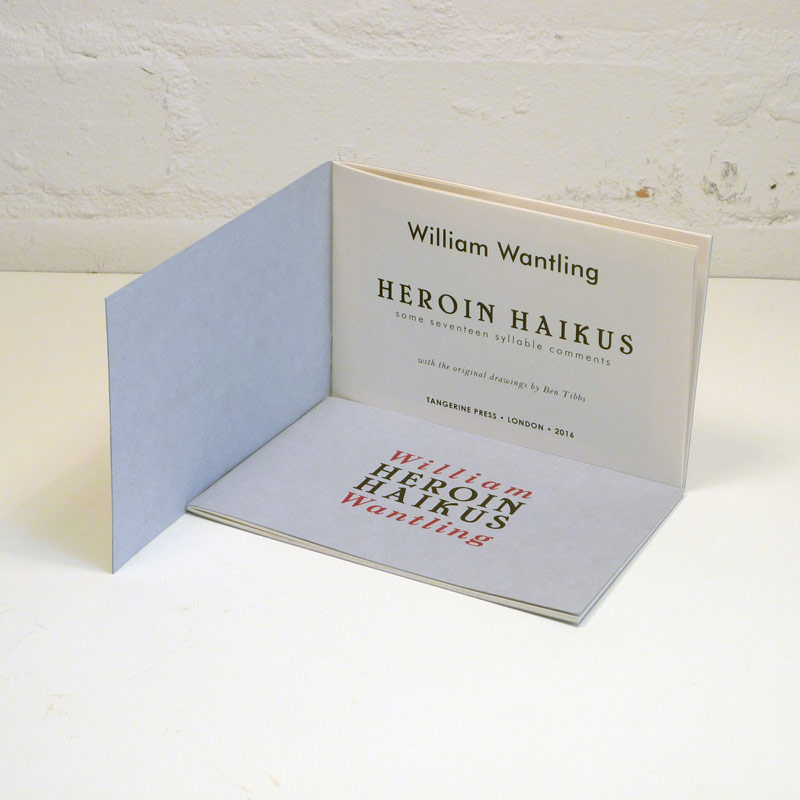 William Wantling
HEROIN HAIKUS
some seventeen syllable comments
with the original drawings by Ben Tibbs
TANGERINE PRESS • LONDON • 2016
William
HEROIN
HAIKUS
Wantling